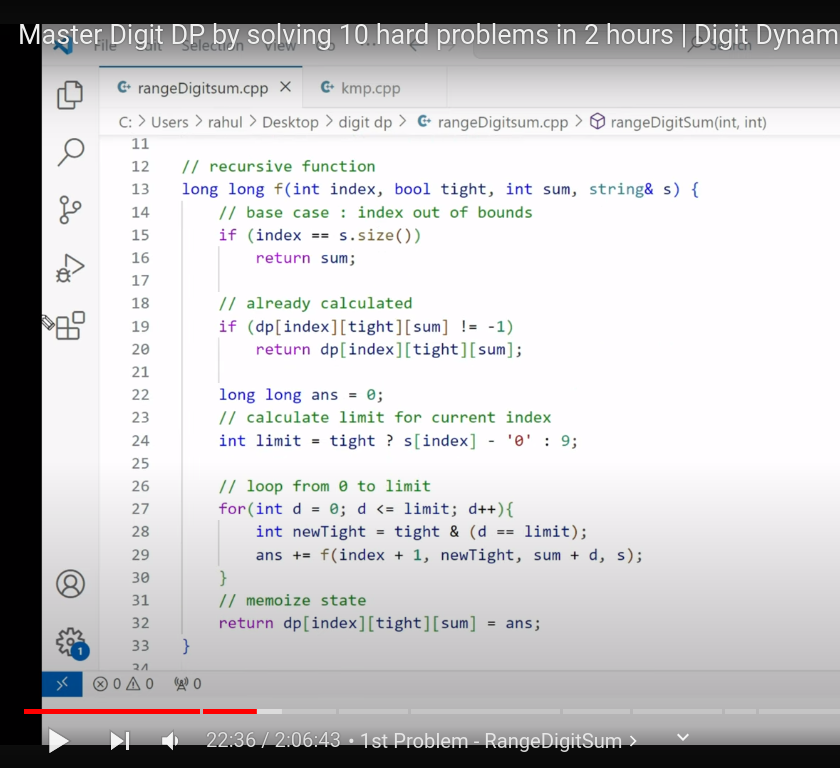 Master Digit DP by solving 10 hard problems in 2 hours | Digit Dynam
File Edit Selection View Go ... Search
rangeDigitsum.cpp kmp.cpp
C: > Users > rahul > Desktop > digit dp > rangeDigitsum.cpp > rangeDigitSum(int, int)
11
12 // recursive function
13 long long f(int index, bool tight, int sum, string& s) {
14 // base case : index out of bounds
15 if (index == s.size())
16 return sum;
17
18 // already calculated
19 if (dp[index][tight][sum] != -1)
20 return dp[index][tight][sum];
21
22 long long ans = 0;
23 // calculate limit for current index
24 int limit = tight ? s[index] - '0' : 9;
25
26 // loop from 0 to limit
27 for(int d = 0; d <= limit; d++){
28 int newTight = tight & (d == limit);
29 ans += f(index + 1, newTight, sum + d, s);
30 }
31 // memoize state
32 return dp[index][tight][sum] = ans;
33 }
34
1
0 0 0
22:36 / 2:06:43 • 1st Problem - RangeDigitSum >